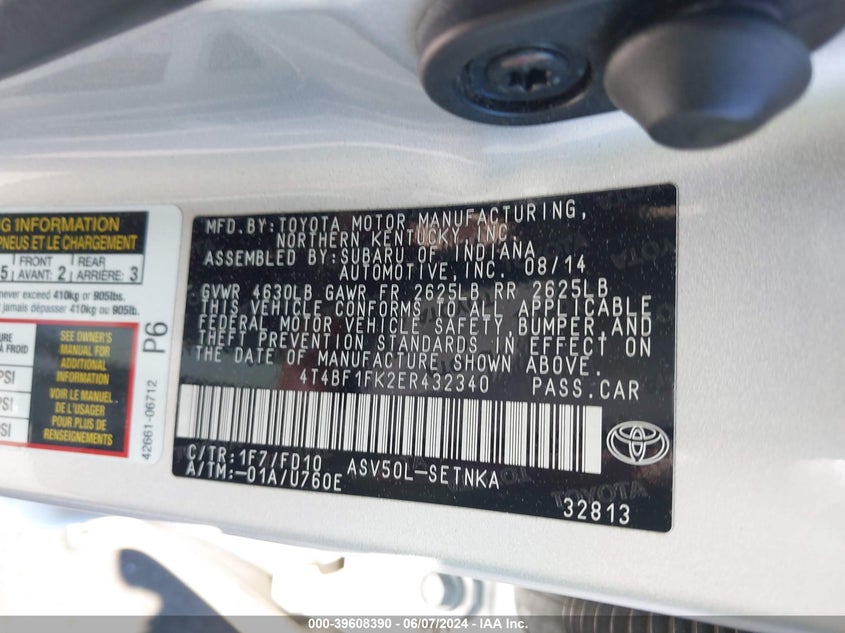 NG INFORMATION
PNEUS ET LE CHARGEMENT
5 FRONT REAR
AVANT: 2 ARRIÈRE: 3
never exceed 410kg or 905lbs.
jamais dépasser 410kg ou 905lb.
À FROID
PSI
PSI
PSI
SEE OWNER'S
MANUAL FOR
ADDITIONAL
INFORMATION
VOIR LE MANUEL
DE L'USAGER
POUR PLUS DE
RENSEIGNEMENTS
P6
42661-06712
MFD.BY:TOYOTA MOTOR MANUFACTURING,
NORTHERN KENTUCKY,INC.
ASSEMBLED BY:SUBARU OF INDIANA
AUTOMOTIVE,INC. 08/14
GVWR 4630LB GAWR FR 2625LB RR 2625LB
THIS VEHICLE CONFORMS TO ALL APPLICABLE
FEDERAL MOTOR VEHICLE SAFETY,BUMPER,AND
THEFT PREVENTION STANDARDS IN EFFECT ON
THE DATE OF MANUFACTURE SHOWN ABOVE.
4T4BF1FK2ER432340 PASS.CAR
C/TR:1F7/FD10 ASV50L-SETNKA
A/TM:-01A/U760E
32813
TOYOTA
000-39608390 - 06/07/2024 - IAA Inc.